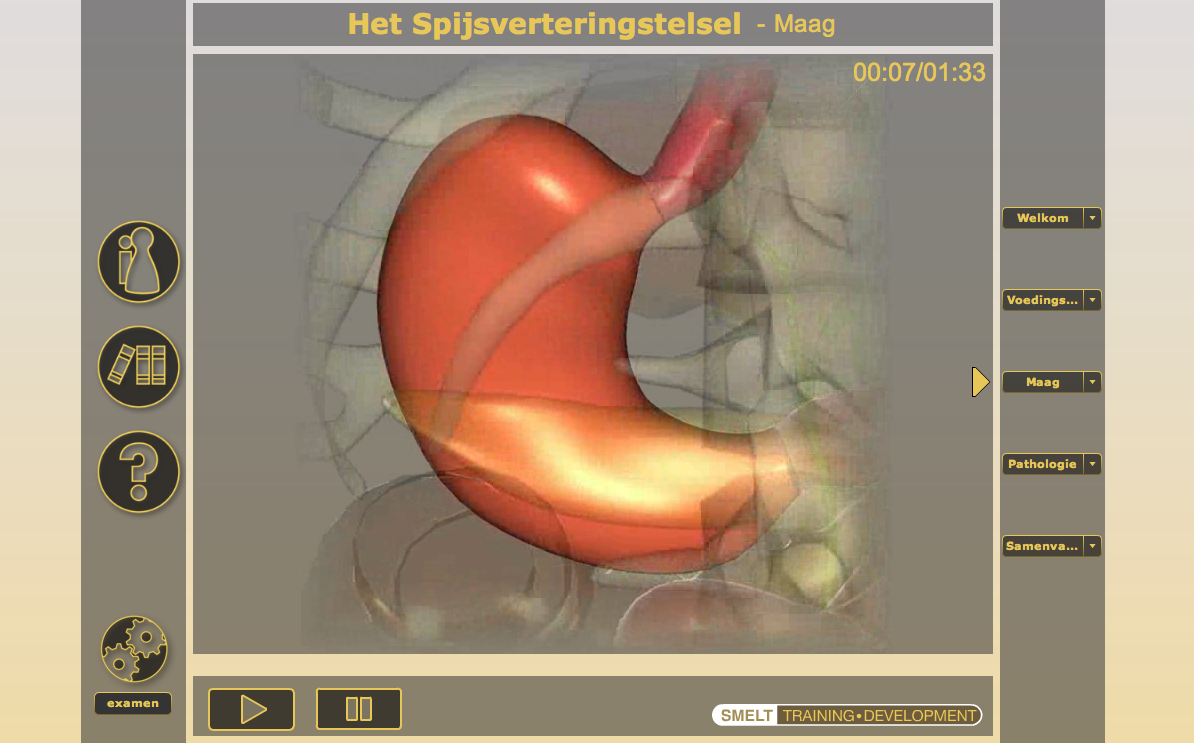 Het Spijsverteringstelsel - Maag
00:07/01:33
Welkom
Voedings...
Maag
Pathologie
Samenva...
examen
SMELT TRAINING•DEVELOPMENT